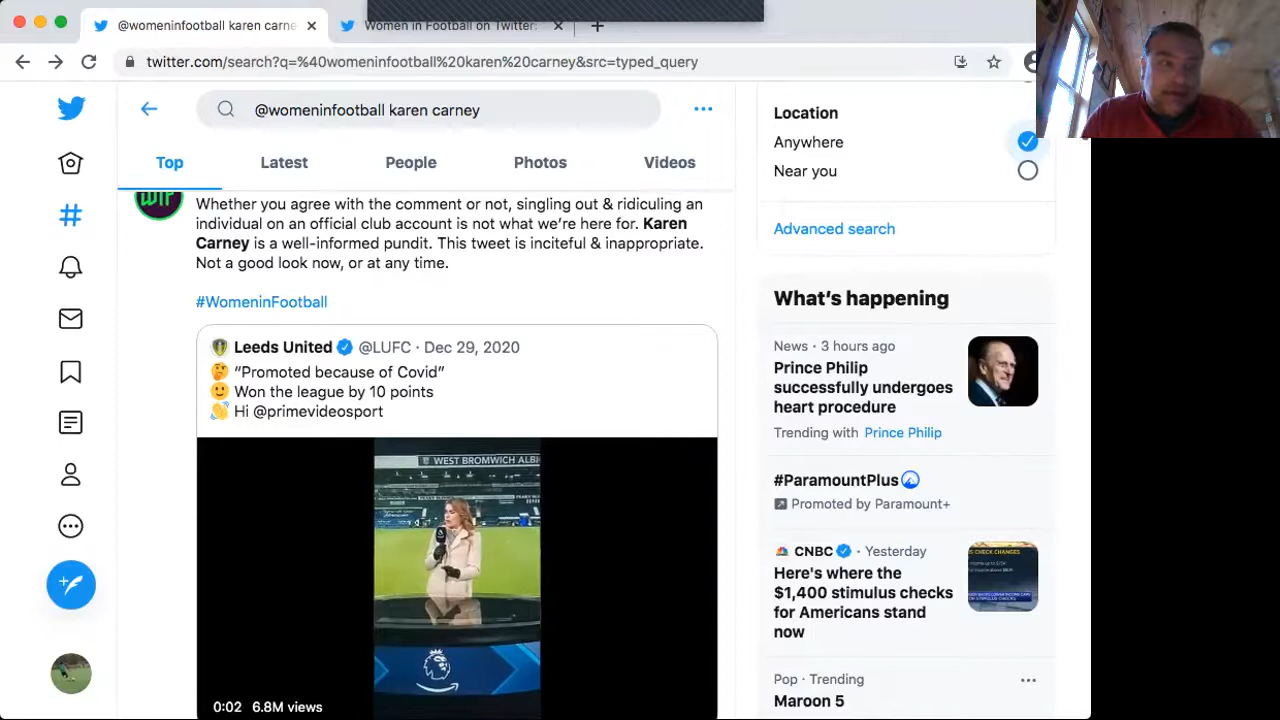 @womeninfootball karen carne
Women in Football on Twitter:
twitter.com/search?q=%40womeninfootball%20karen%20carney&src=typed_query
@womeninfootball karen carney
Top
Latest
People
Photos
Videos
Whether you agree with the comment or not, singling out & ridiculing an
individual on an official club account is not what we're here for. Karen
Carney is a well-informed pundit. This tweet is inciteful & inappropriate.
Not a good look now, or at any time.
#WomeninFootball
Leeds United @LUFC · Dec 29, 2020
"Promoted because of Covid"
Won the league by 10 points
Hi @primevideosport
WEST BROMWICH ALBI
0:02 6.8M views
Location
Anywhere
Near you
Advanced search
What's happening
News · 3 hours ago
Prince Philip
successfully undergoes
heart procedure
Trending with Prince Philip
#ParamountPlus
Promoted by Paramount+
CNBC · Yesterday
Here's where the
$1,400 stimulus checks
for Americans stand
now
Pop · Trending
Maroon 5